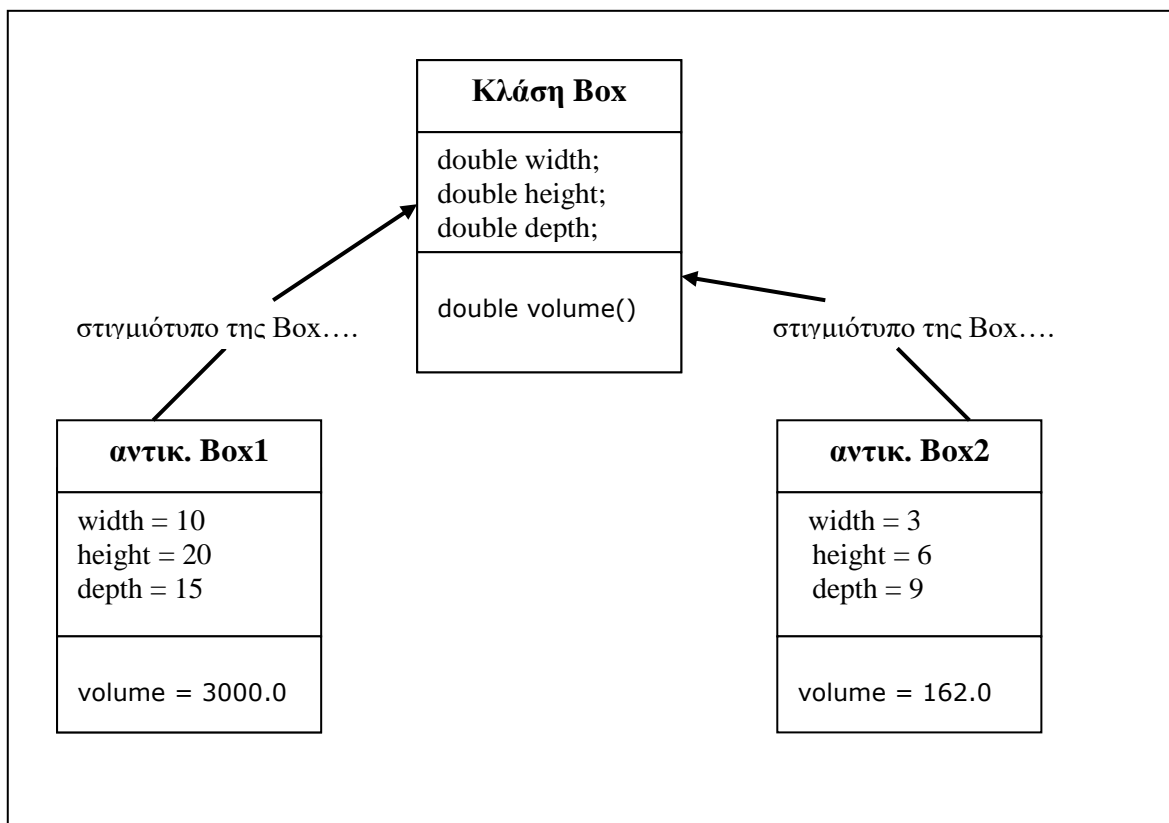 Κλάση Box
double width;
double height;
double depth;
double volume()
στιγμιότυπο της Box….
στιγμιότυπο της Box….
αντικ. Box1
width = 10
height = 20
depth = 15
volume = 3000.0
αντικ. Box2
width = 3
height = 6
depth = 9
volume = 162.0